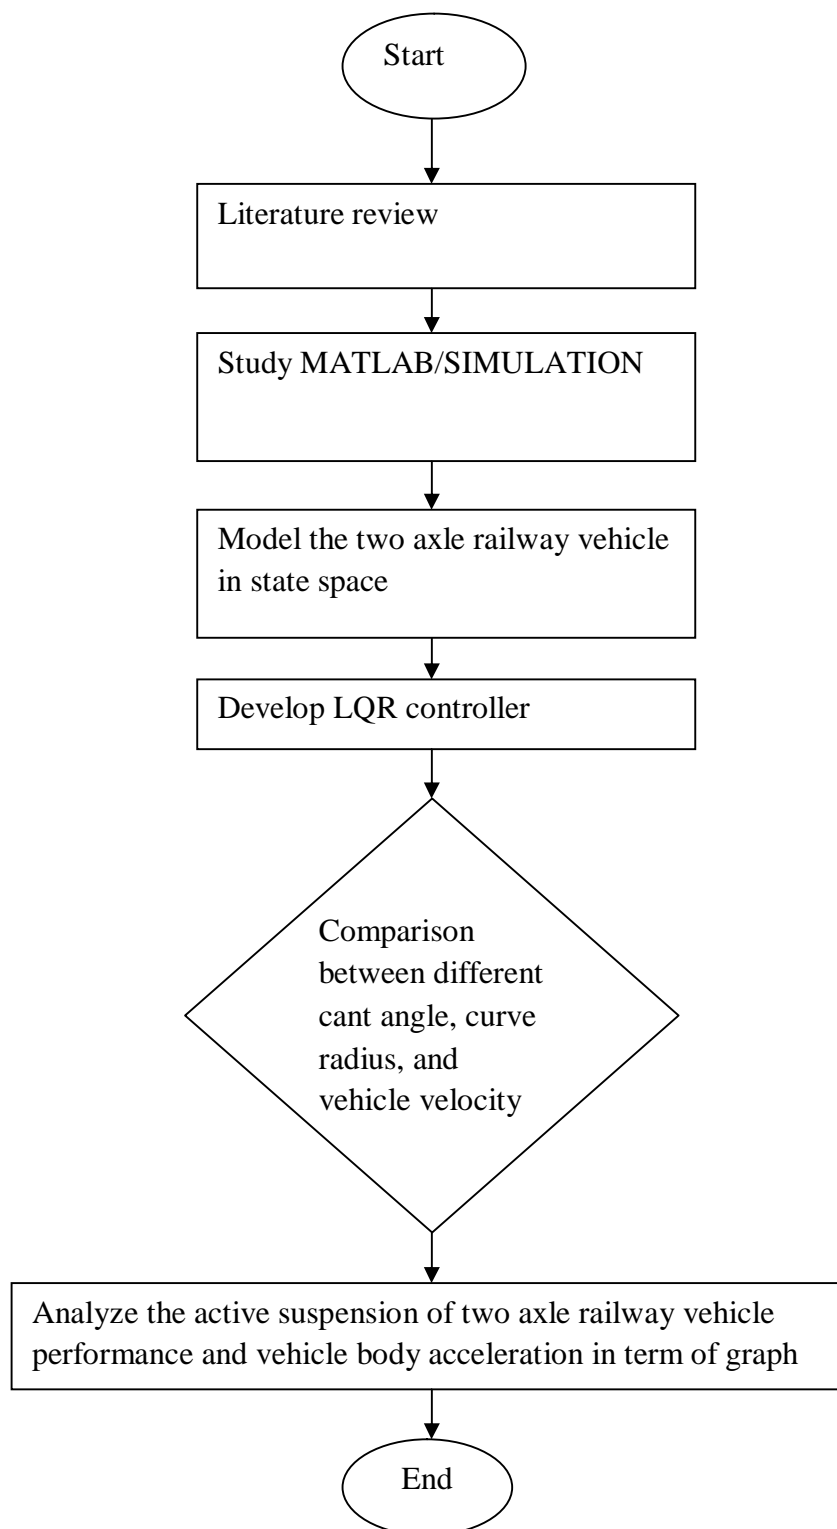 Start
Literature review
Study MATLAB/SIMULATION
Model the two axle railway vehicle
in state space
Develop LQR controller
Comparison
between different
cant angle, curve
radius, and
vehicle velocity
Analyze the active suspension of two axle railway vehicle
performance and vehicle body acceleration in term of graph
End